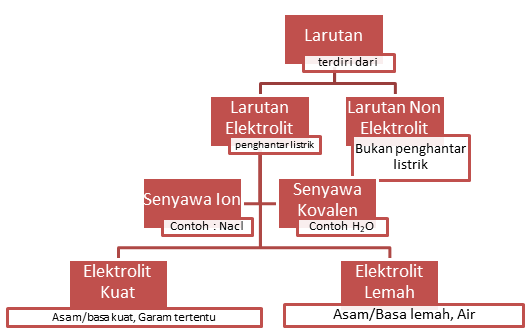 Larutan
terdiri dari
Larutan
Elektrolit
penghantar listrik
Larutan Non
Elektrolit
Bukan penghantar
listrik
Senyawa Ion
Contoh : Nacl
Senyawa
Kovalen
Contoh H₂O
Elektrolit
Kuat
Asam/basa kuat, Garam tertentu
Elektrolit
Lemah
Asam/Basa lemah, Air